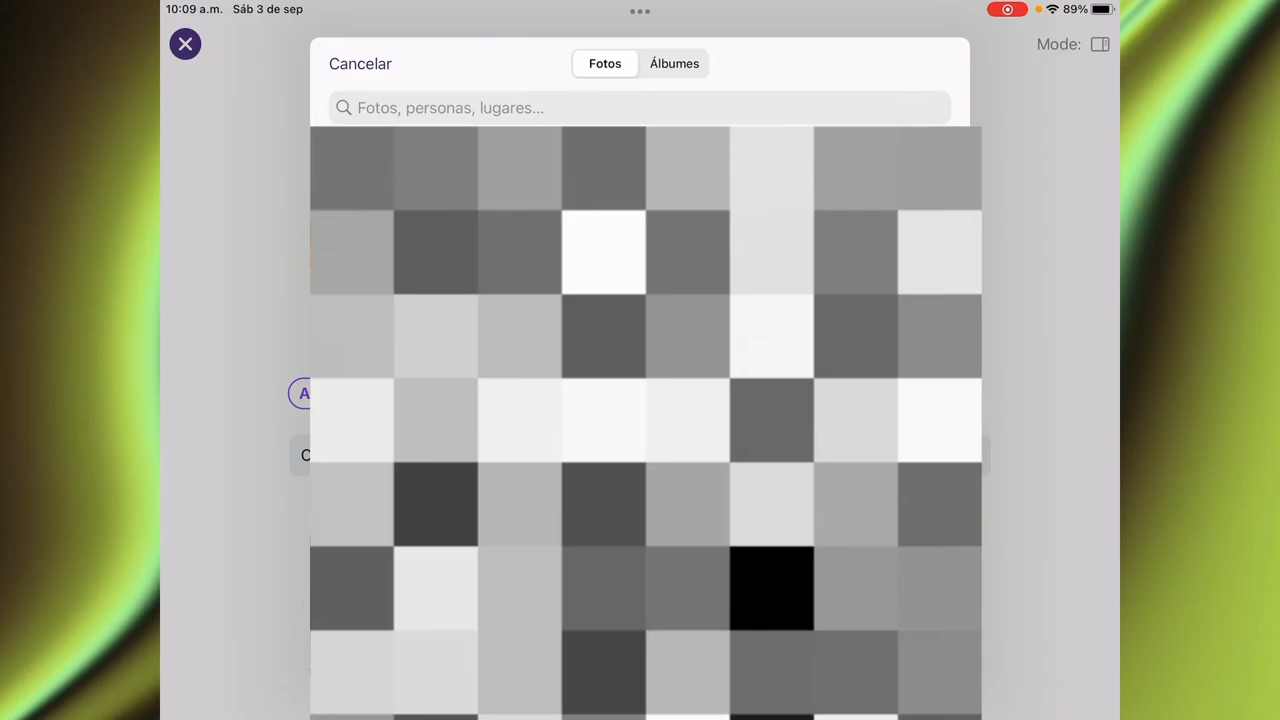 10:09 a.m. Sáb 3 de sep
89%
Mode:
Cancelar
Fotos
Álbumes
Fotos, personas, lugares...